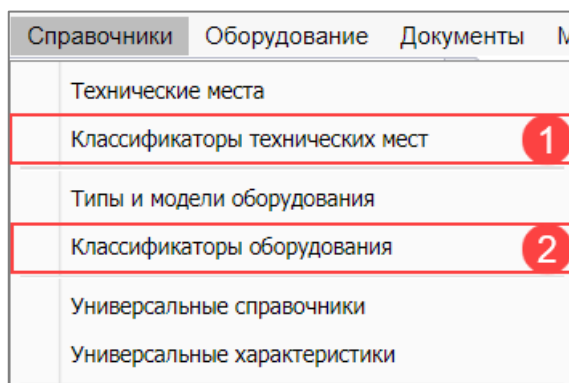 Справочники Оборудование Документы М
Технические места
Классификаторы технических мест 1
Типы и модели оборудования
Классификаторы оборудования 2
Универсальные справочники
Универсальные характеристики